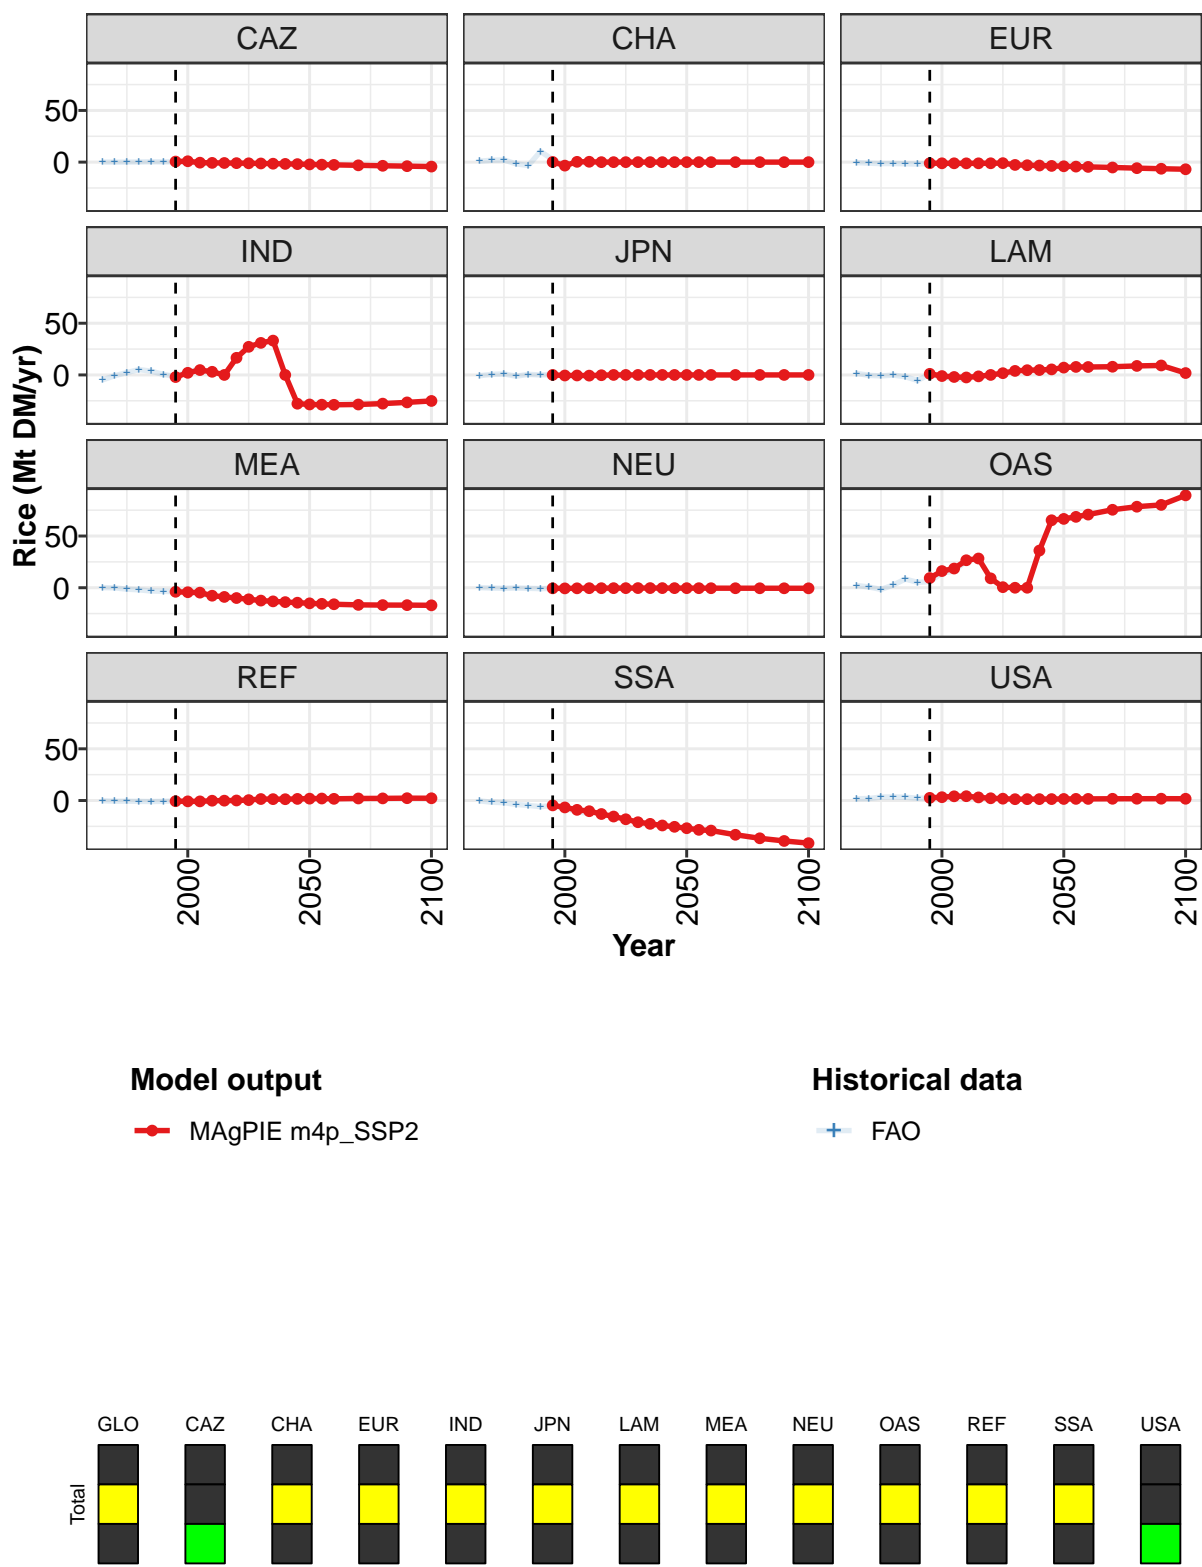 CAZ CHA EUR
50
0
IND JPN LAM
50
0
MEA NEU OAS
50
0
REF SSA USA
50
0
Rice (Mt DM/yr)
2000 2050 2100 2000 2050 2100 2000 2050 2100
Year
Model output Historical data
MAgPIE m4p_SSP2 FAO
GLO CAZ CHA EUR IND JPN LAM MEA NEU OAS REF SSA USA
Total